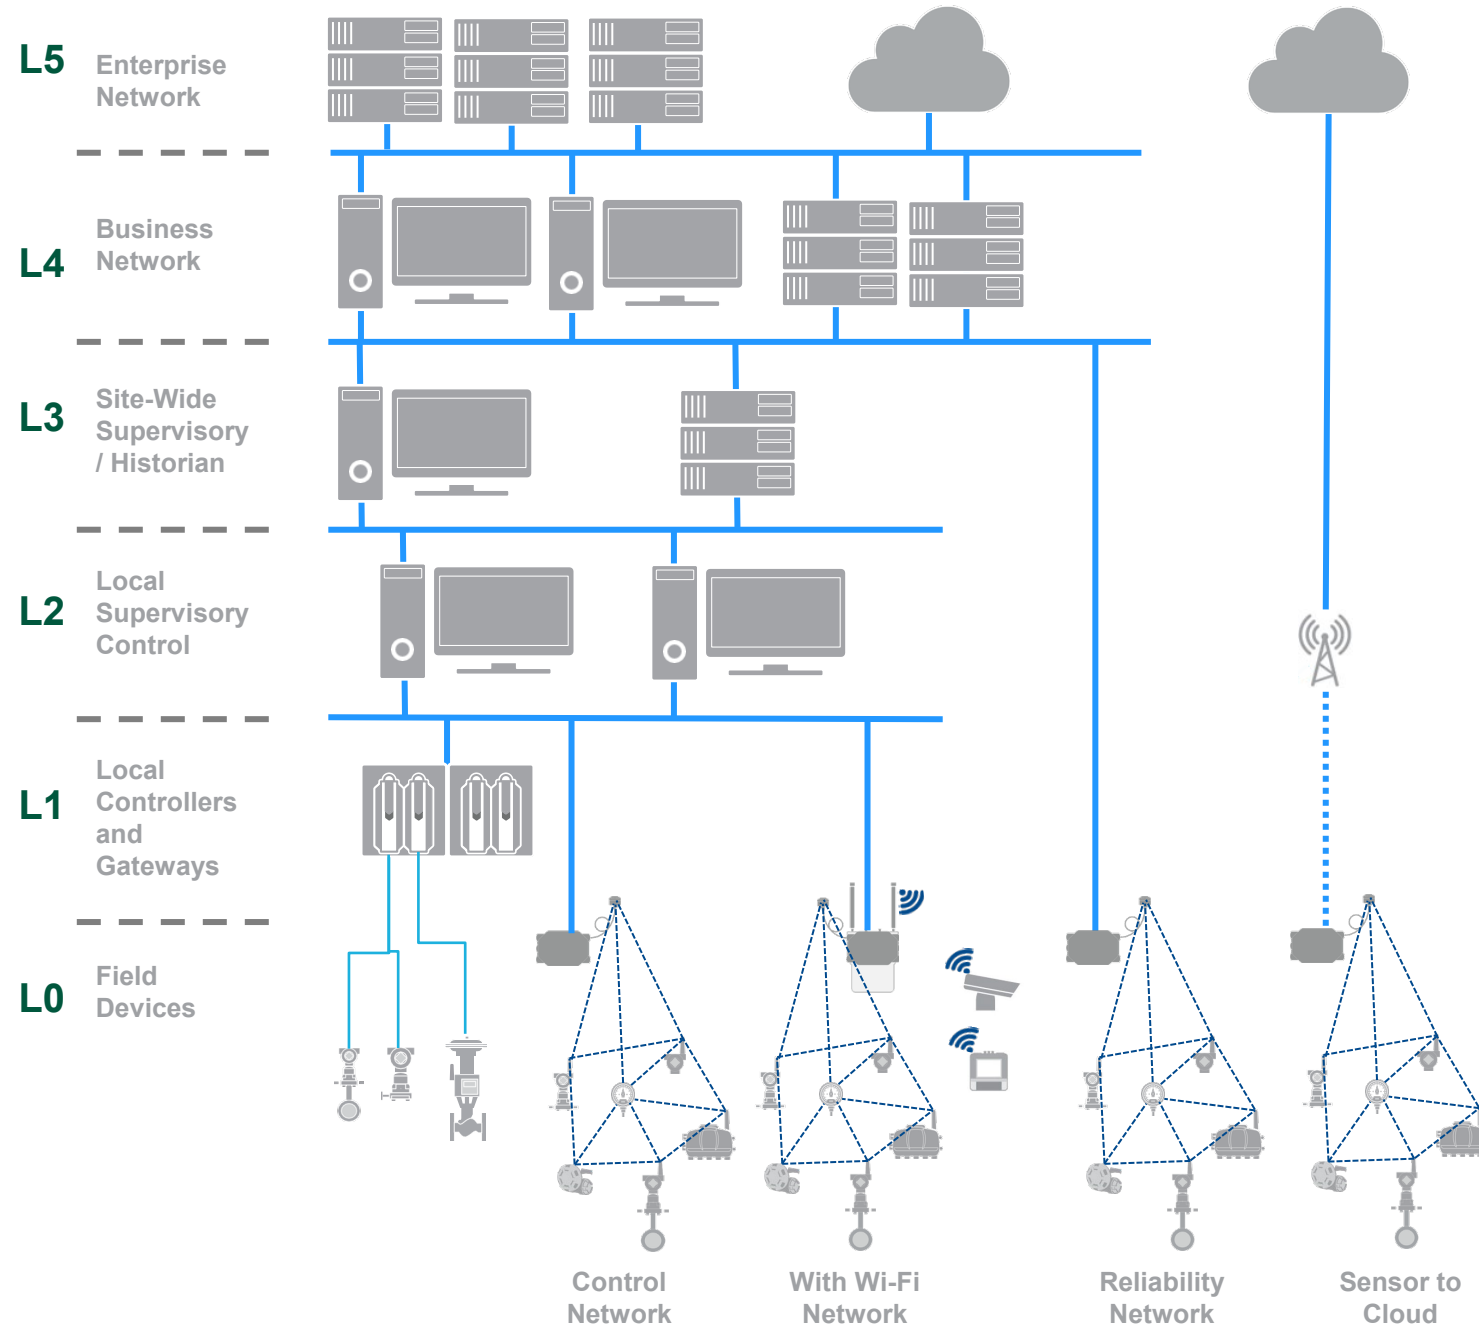 L5
Enterprise
Network
L4
Business
Network
L3
Site-Wide
Supervisory
/ Historian
L2
Local
Supervisory
Control
L1
Local
Controllers
and
Gateways
L0
Field
Devices
Control
Network
With Wi-Fi
Network
Reliability
Network
Sensor to
Cloud